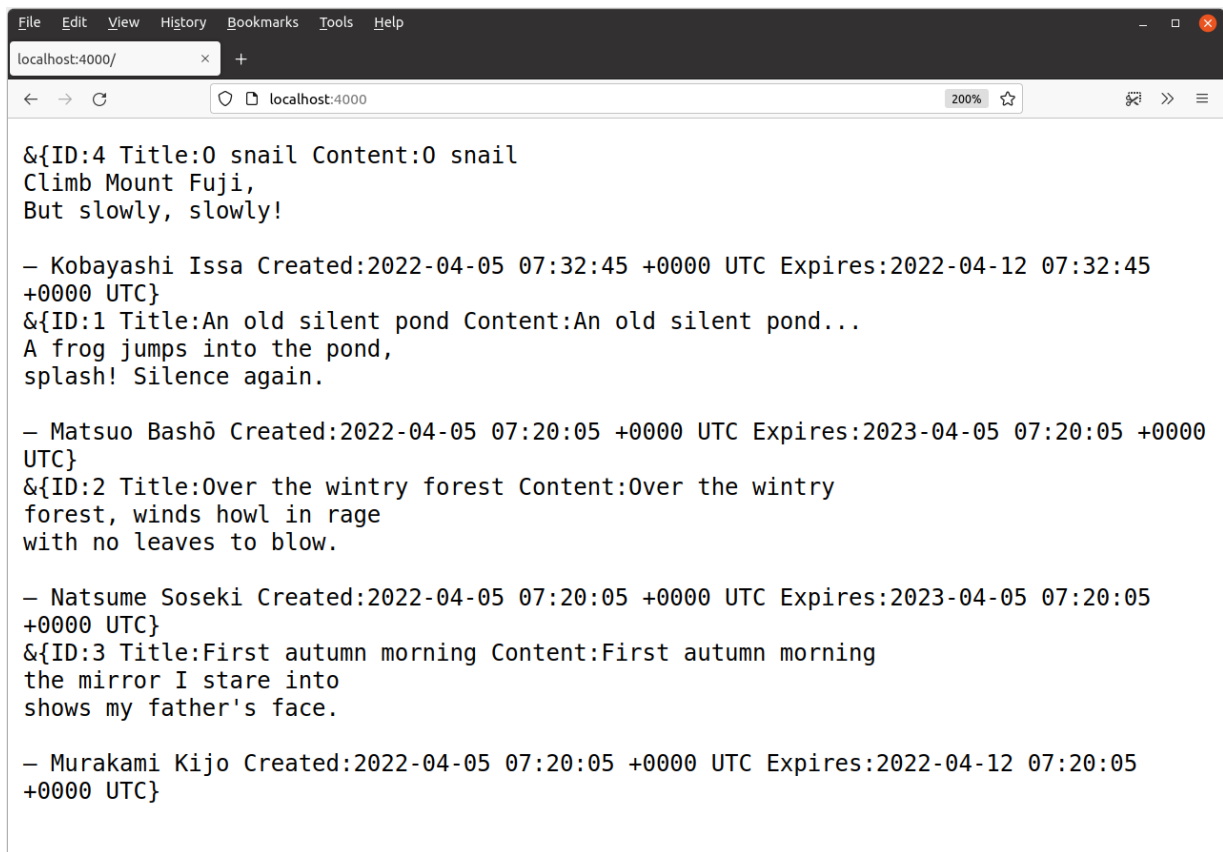 File Edit View History Bookmarks Tools Help
localhost:4000/
localhost:4000
200%
&{ID:4 Title:O snail Content:O snail
Climb Mount Fuji,
But slowly, slowly!
– Kobayashi Issa Created:2022-04-05 07:32:45 +0000 UTC Expires:2022-04-12 07:32:45
+0000 UTC}
&{ID:1 Title:An old silent pond Content:An old silent pond...
A frog jumps into the pond,
splash! Silence again.
– Matsuo Bashō Created:2022-04-05 07:20:05 +0000 UTC Expires:2023-04-05 07:20:05 +0000
UTC}
&{ID:2 Title:Over the wintry forest Content:Over the wintry
forest, winds howl in rage
with no leaves to blow.
– Natsume Soseki Created:2022-04-05 07:20:05 +0000 UTC Expires:2023-04-05 07:20:05
+0000 UTC}
&{ID:3 Title:First autumn morning Content:First autumn morning
the mirror I stare into
shows my father's face.
– Murakami Kijo Created:2022-04-05 07:20:05 +0000 UTC Expires:2022-04-12 07:20:05
+0000 UTC}